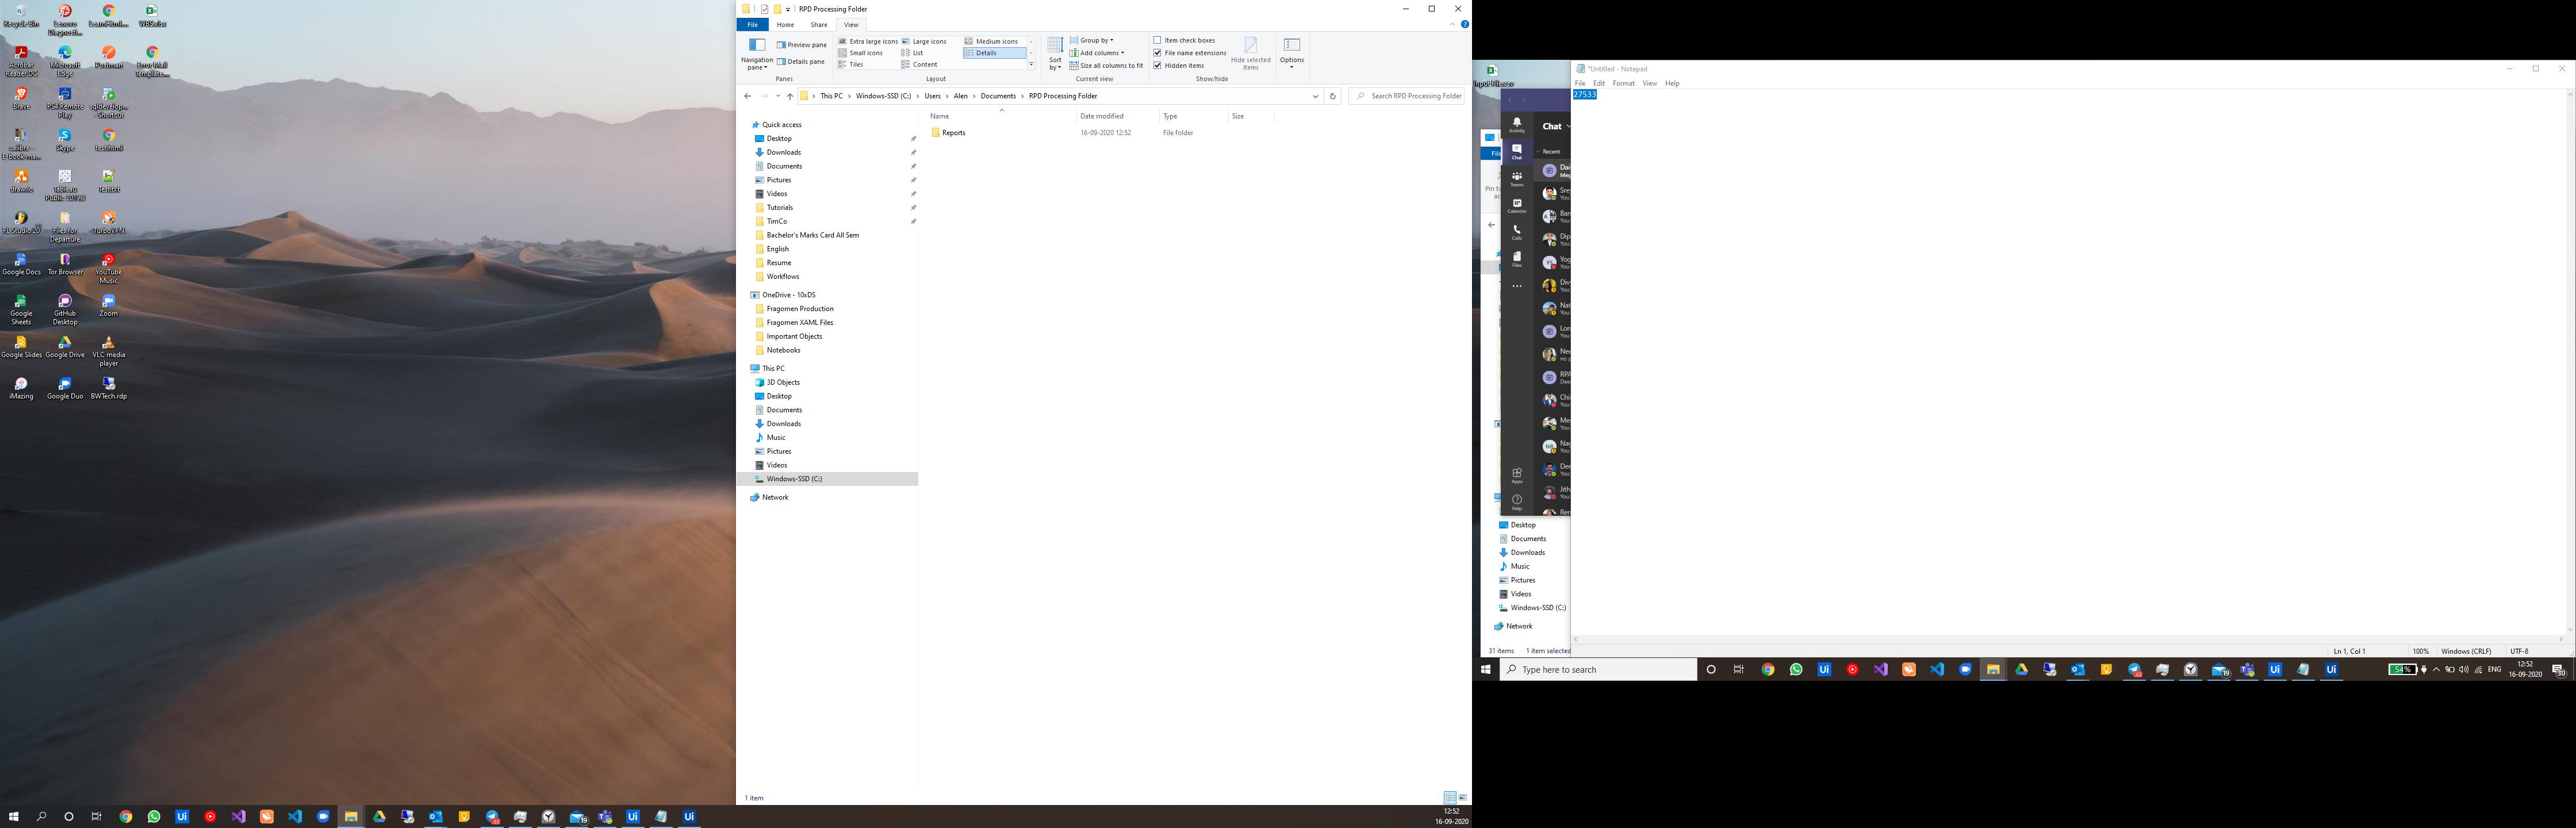 Recycle Bin
Lenovo Diagnosti...
LearnHtml....
WBS.xlsx
Acrobat Reader DC
Microsoft Edge
Postman
Error Mail Template....
Brave
PS4 Remote Play
sqldevelop... - Shortcut
calibre - E-book ma...
Skype
test.html
draw.io
Tableau Public 2019.3
Test.txt
FL Studio 20
Files for Departure
TurboVPN
Google Docs
Tor Browser
YouTube Music
Google Sheets
GitHub Desktop
Zoom
Google Slides
Google Drive
VLC media player
iMazing
Google Duo
BWTech.rdp
RPD Processing Folder
File
Home
Share
View
Navigation pane
Preview pane
Details pane
Panes
Extra large icons
Large icons
Medium icons
Small icons
List
Details
Tiles
Content
Layout
Sort by
Group by
Add columns
Size all columns to fit
Current view
Item check boxes
File name extensions
Hidden items
Hide selected items
Show/hide
Options
This PC > Windows-SSD (C:) > Users > Alen > Documents > RPD Processing Folder
Search RPD Processing Folder
Name
Date modified
Type
Size
Reports
16-09-2020 12:52
File folder
Quick access
Desktop
Downloads
Documents
Pictures
Videos
Tutorials
TimCo
Bachelor's Marks Card All Sem
English
Resume
Workflows
OneDrive - 10xDS
Fragomen Production
Fragomen XAML Files
Important Objects
Notebooks
This PC
3D Objects
Desktop
Documents
Downloads
Music
Pictures
Videos
Windows-SSD (C:)
Network
1 item
12:52
16-09-2020
Input File.csv
File
Pin to
Activity
Chat
Teams
Calendar
Calls
Files
Apps
Help
Chat
Recent
Desktop
Documents
Downloads
Music
Pictures
Videos
Windows-SSD (C:)
Network
31 items
1 item selected
*Untitled - Notepad
File
Edit
Format
View
Help
27533
Ln 1, Col 1
100%
Windows (CRLF)
UTF-8
Type here to search
54%
ENG
12:52
16-09-2020
30